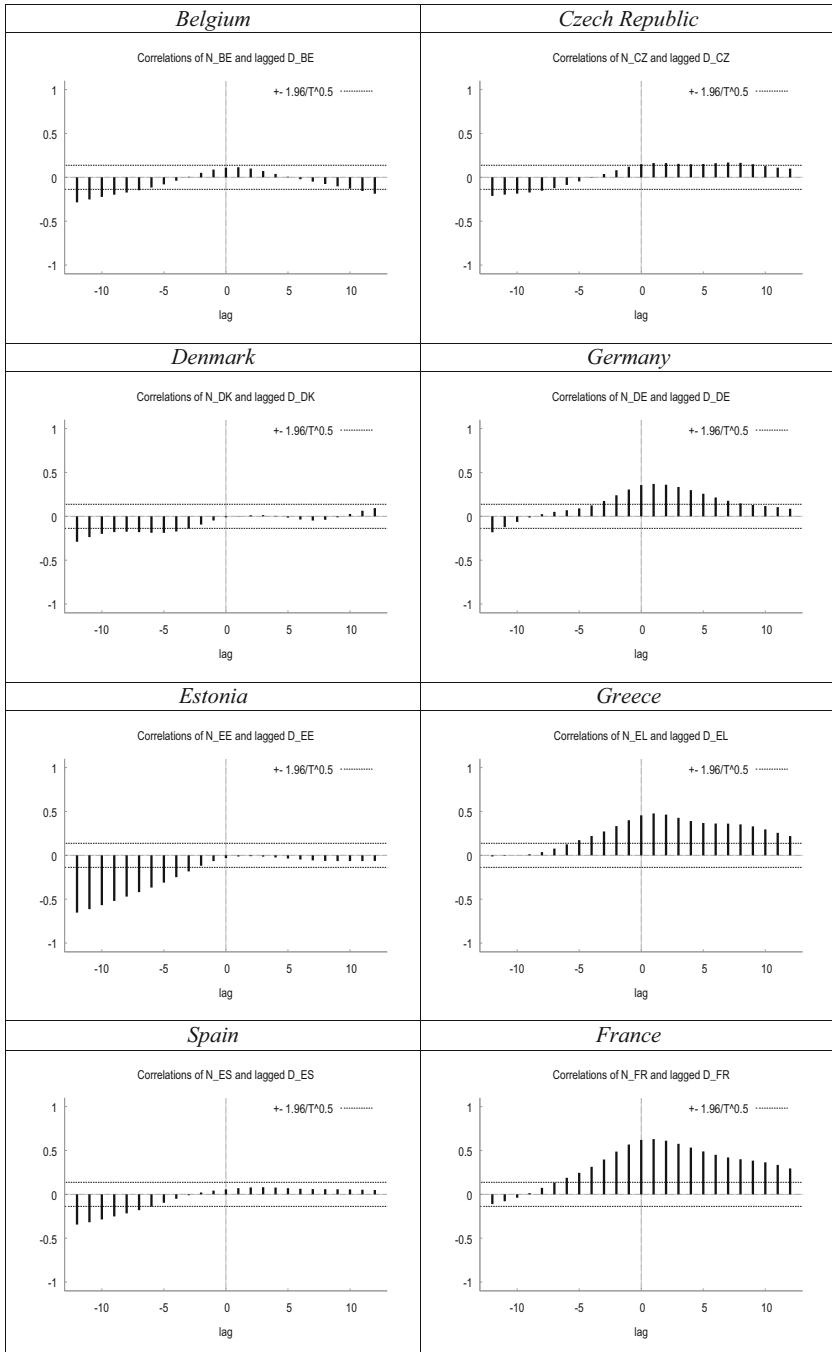 Belgium
Czech Republic
Correlations of N_BE and lagged D_BE
+- 1.96/T^0.5
1
0.5
0
-0.5
-1
-10 -5 0 5 10
lag
Correlations of N_CZ and lagged D_CZ
+- 1.96/T^0.5
1
0.5
0
-0.5
-1
-10 -5 0 5 10
lag
Denmark
Germany
Correlations of N_DK and lagged D_DK
+- 1.96/T^0.5
1
0.5
0
-0.5
-1
-10 -5 0 5 10
lag
Correlations of N_DE and lagged D_DE
+- 1.96/T^0.5
1
0.5
0
-0.5
-1
-10 -5 0 5 10
lag
Estonia
Greece
Correlations of N_EE and lagged D_EE
+- 1.96/T^0.5
1
0.5
0
-0.5
-1
-10 -5 0 5 10
lag
Correlations of N_EL and lagged D_EL
+- 1.96/T^0.5
1
0.5
0
-0.5
-1
-10 -5 0 5 10
lag
Spain
France
Correlations of N_ES and lagged D_ES
+- 1.96/T^0.5
1
0.5
0
-0.5
-1
-10 -5 0 5 10
lag
Correlations of N_FR and lagged D_FR
+- 1.96/T^0.5
1
0.5
0
-0.5
-1
-10 -5 0 5 10
lag